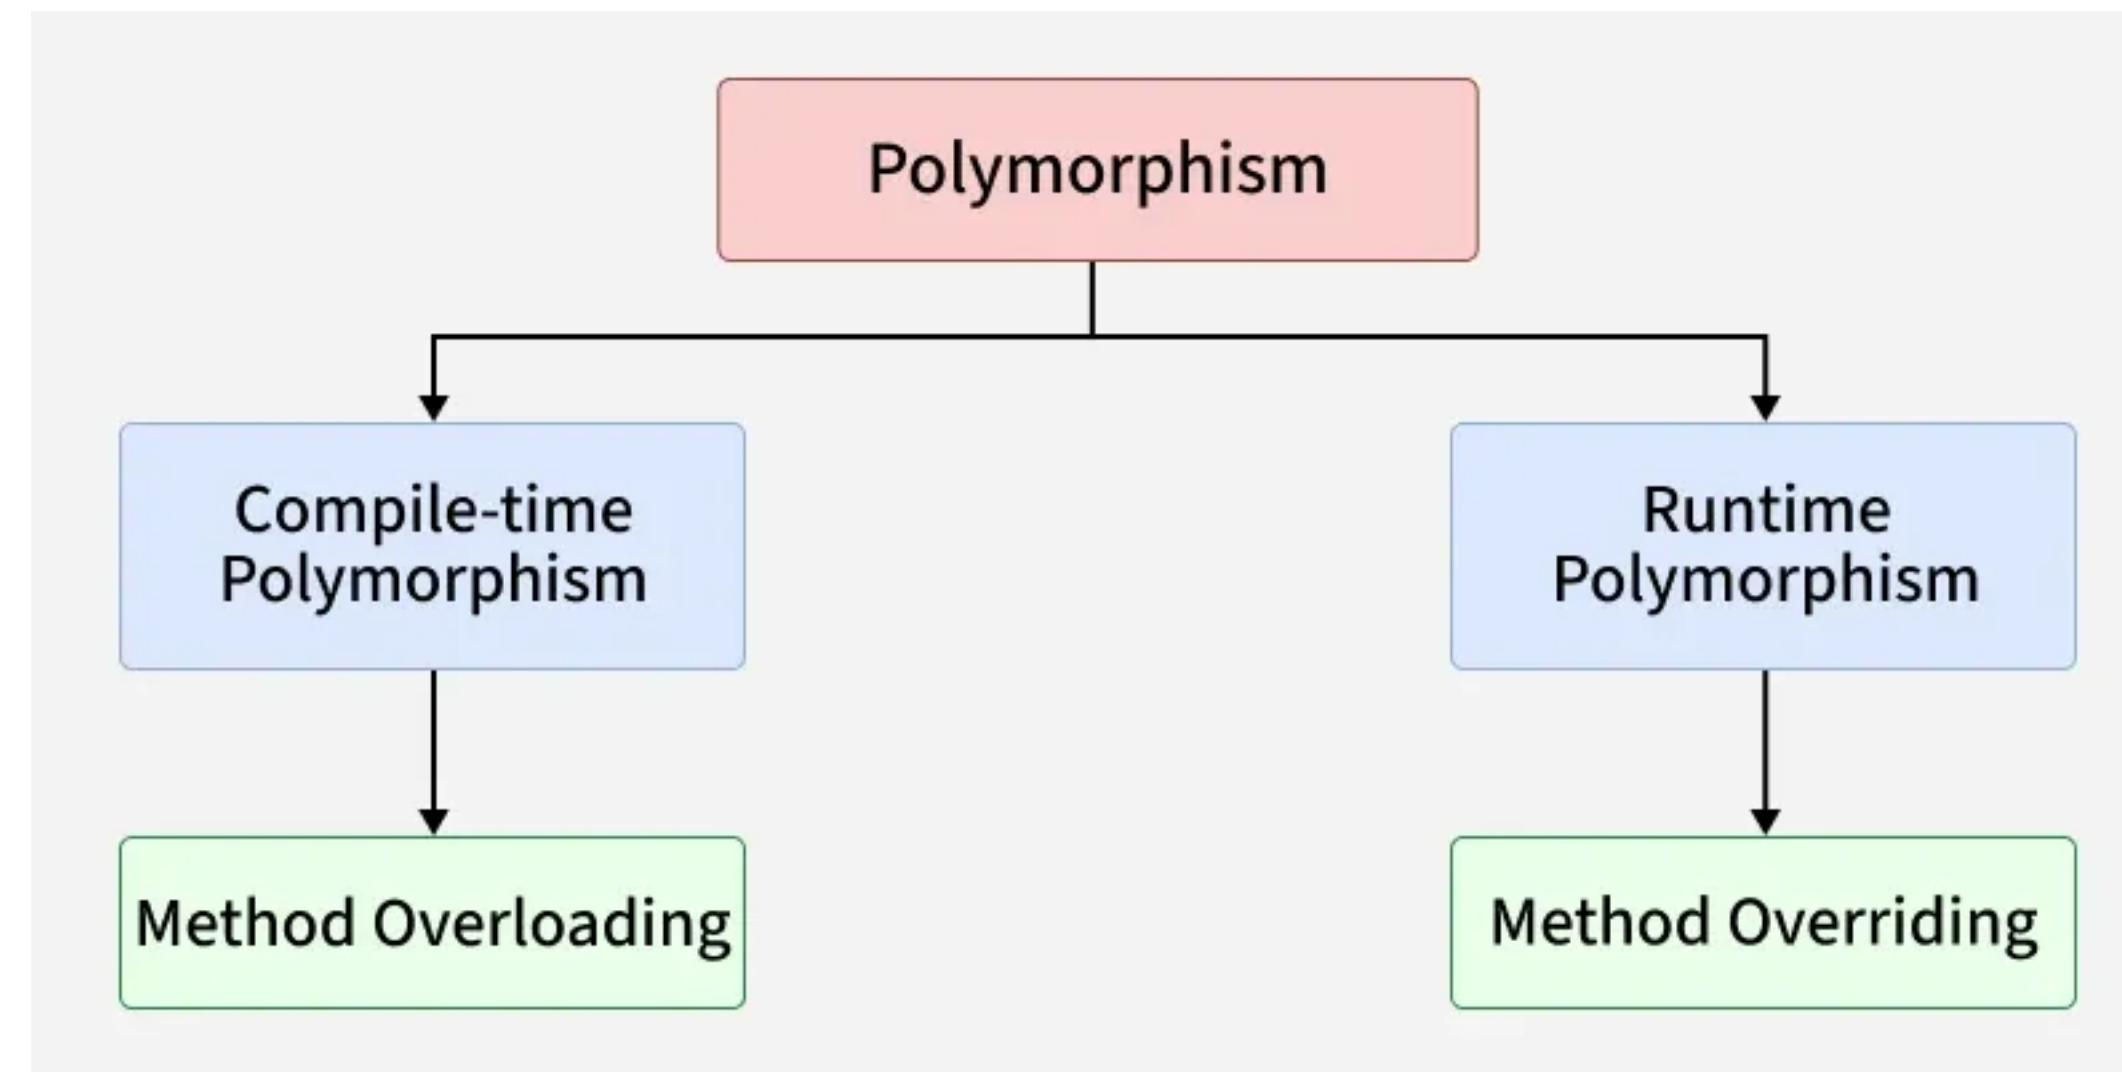 Polymorphism
Compile-time
Polymorphism
Runtime
Polymorphism
Method Overloading
Method Overriding